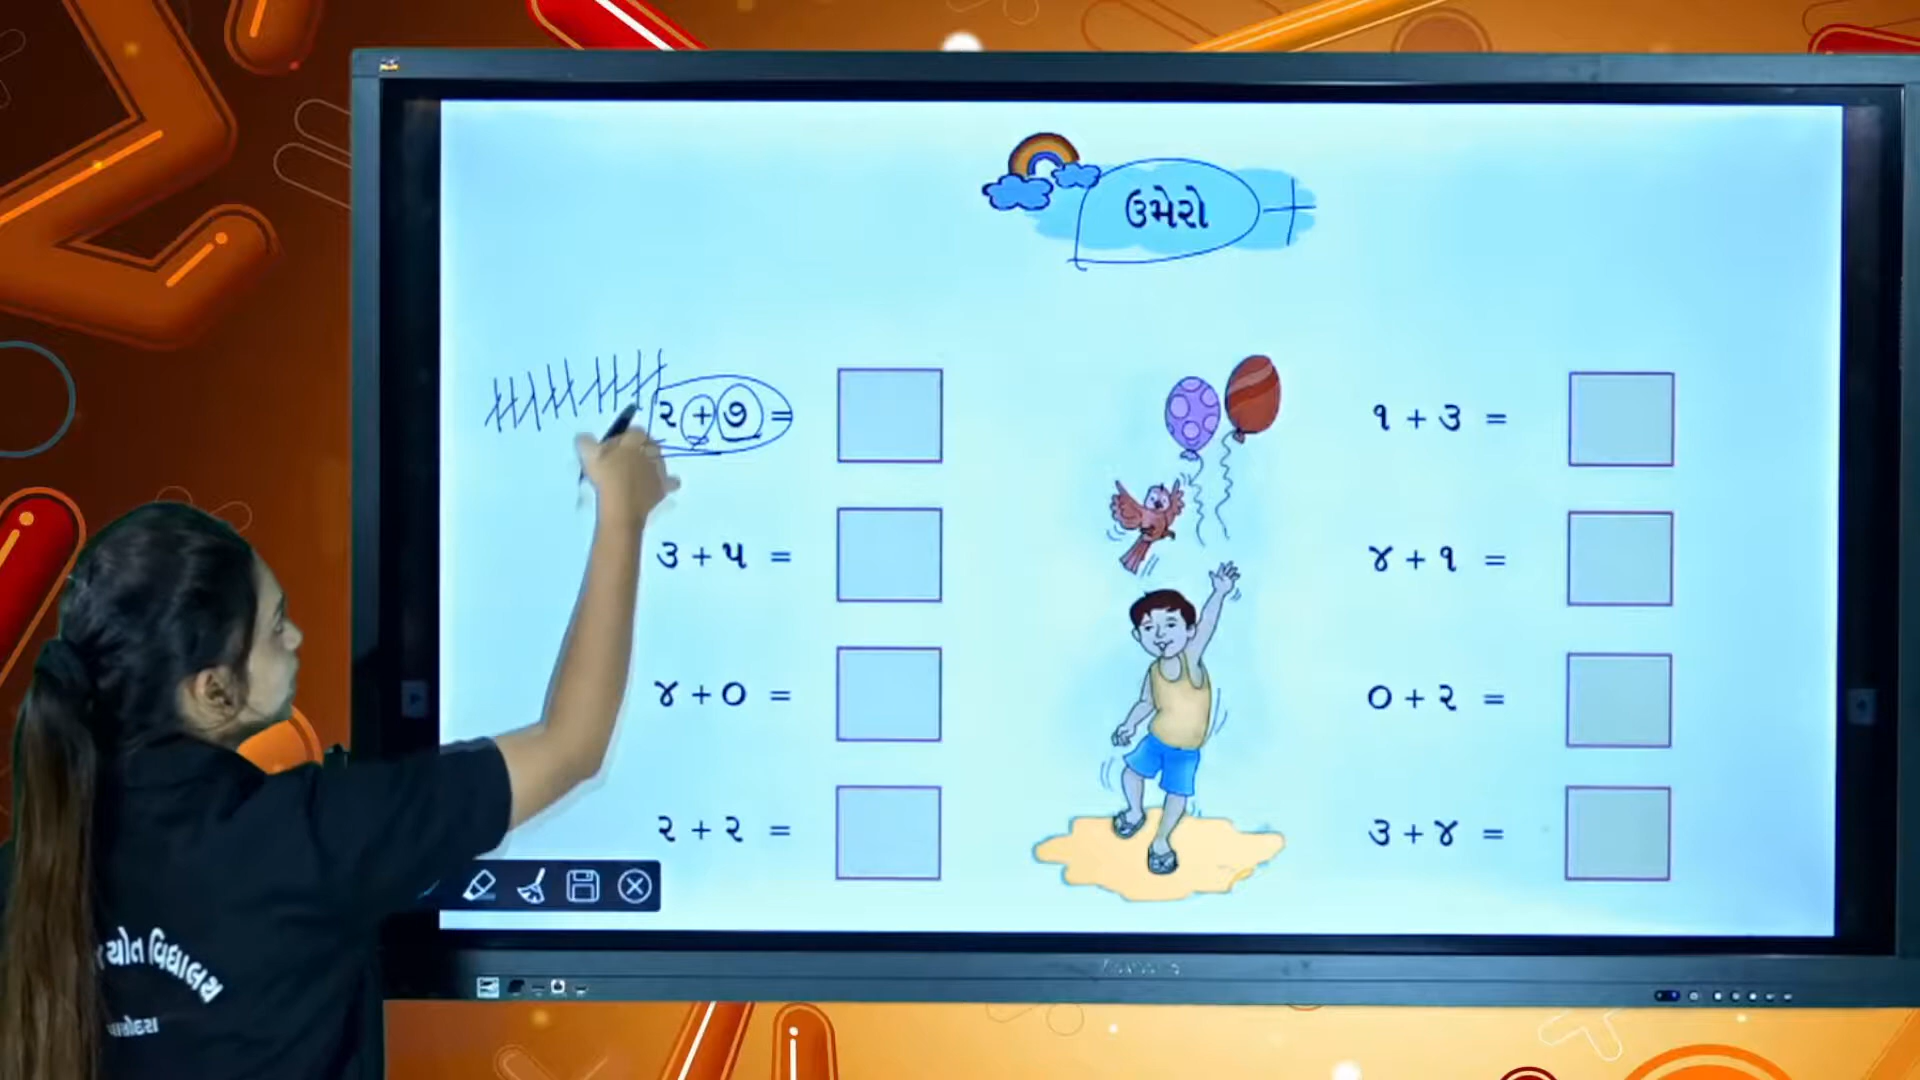 ઉમેરો +
૨ + ૭ =
૧ + ૩ =
૩ + ૫ =
૪ + ૧ =
૪ + ૦ =
૦ + ૨ =
૨ + ૨ =
૩ + ૪ =
વિદ્યાલય